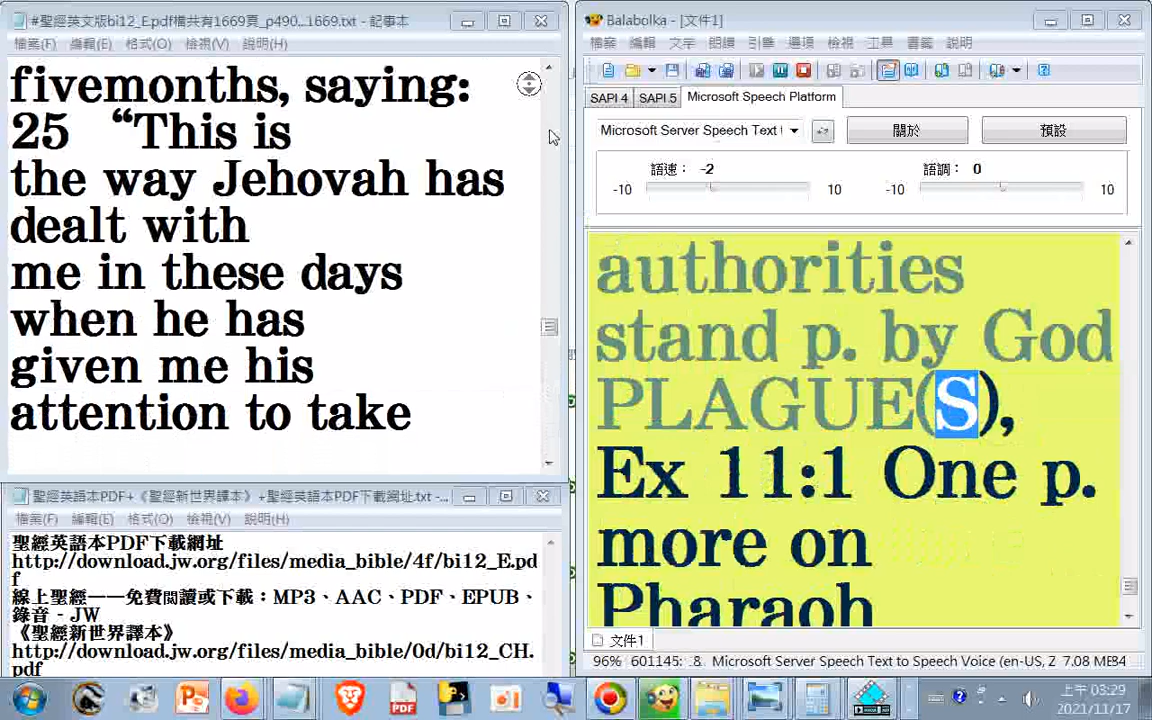 #聖經英文版bi12_E.pdf檔共有1669頁_p490...1669.txt - 記事本
檔案(F) 編輯(E) 格式(O) 檢視(V) 說明(H)
fivemonths, saying:
25 “This is
the way Jehovah has
dealt with
me in these days
when he has
given me his
attention to take
聖經英語本PDF+《聖經新世界譯本》+聖經英語本PDF下載網址.txt -...
檔案(F) 編輯(E) 格式(O) 檢視(V) 說明(H)
聖經英語本PDF下載網址
http://download.jw.org/files/media_bible/4f/bi12_E.pd
f
線上聖經——免費閱讀或下載：MP3、AAC、PDF、EPUB、
錄音 - JW
《聖經新世界譯本》
http://download.jw.org/files/media_bible/0d/bi12_CH.
pdf
Balabolka - [文件1]
檔案 編輯 文字 朗讀 引擎 選項 檢視 工具 書籤 說明
SAPI 4 SAPI 5 Microsoft Speech Platform
Microsoft Server Speech Text 關於 預設
語速： -2 語調： 0
-10 10 -10 10
authorities
stand p. by God
PLAGUE(S),
Ex 11:1 One p.
more on
Pharaoh
文件1
96% 601145: .8 Microsoft Server Speech Text to Speech Voice (en-US, Z 7.08 MB
上午 03:29
2021/11/17